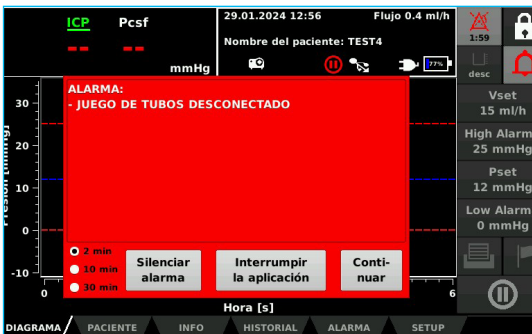 ICP Pcsf
-- --
mmHg
29.01.2024 12:56 Flujo 0.4 ml/h
Nombre del paciente: TEST4
77%
1:59
desc
Vset
15 ml/h
High Alarm
25 mmHg
Pset
12 mmHg
Low Alarm
0 mmHg
Presión [mmHg]
30
20
10
0
-10
0
6
Hora [s]
ALARMA:
- JUEGO DE TUBOS DESCONECTADO
2 min
10 min
30 min
Silenciar
alarma
Interrumpir
la aplicación
Conti-
nuar
DIAGRAMA PACIENTE INFO HISTORIAL ALARMA SETUP